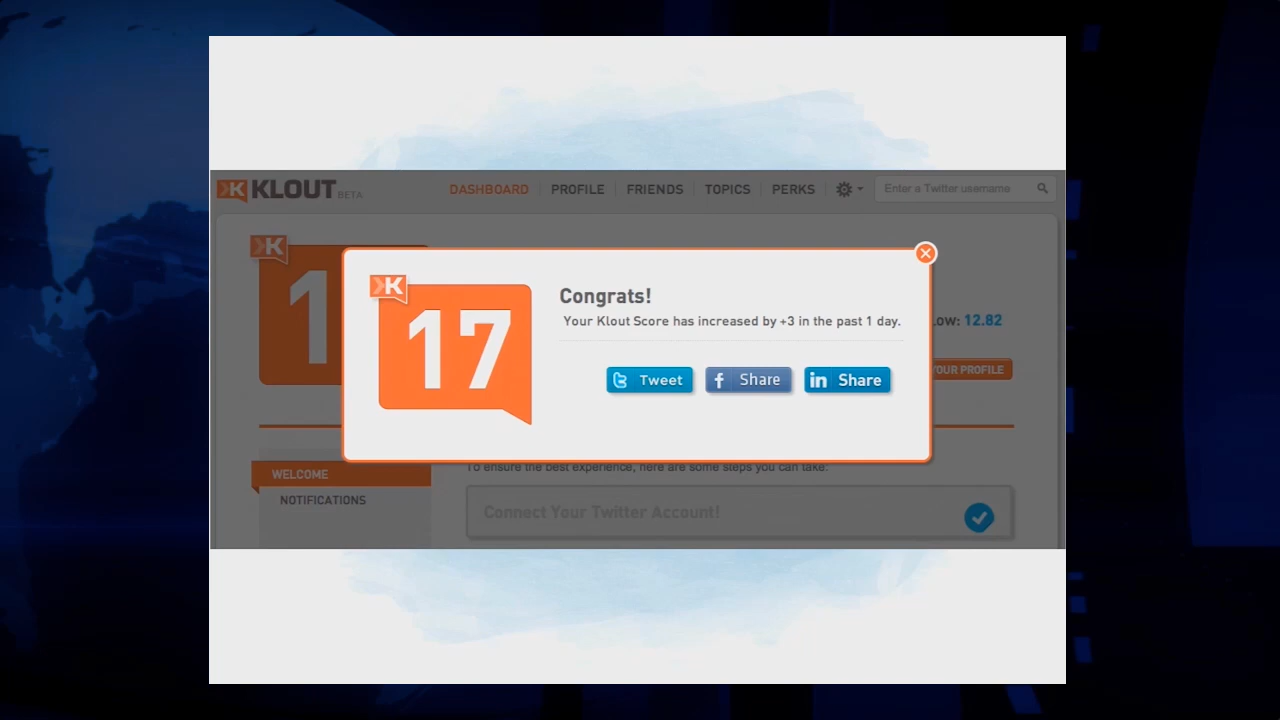 KLOUT BETA
DASHBOARD PROFILE FRIENDS TOPICS PERKS Enter a Twitter username
K
1
K
17
Congrats!
Your Klout Score has increased by +3 in the past 1 day.
Tweet Share in Share
12.82
YOUR PROFILE
WELCOME
NOTIFICATIONS
To ensure the best experience, here are some steps you can take:
Connect Your Twitter Account!